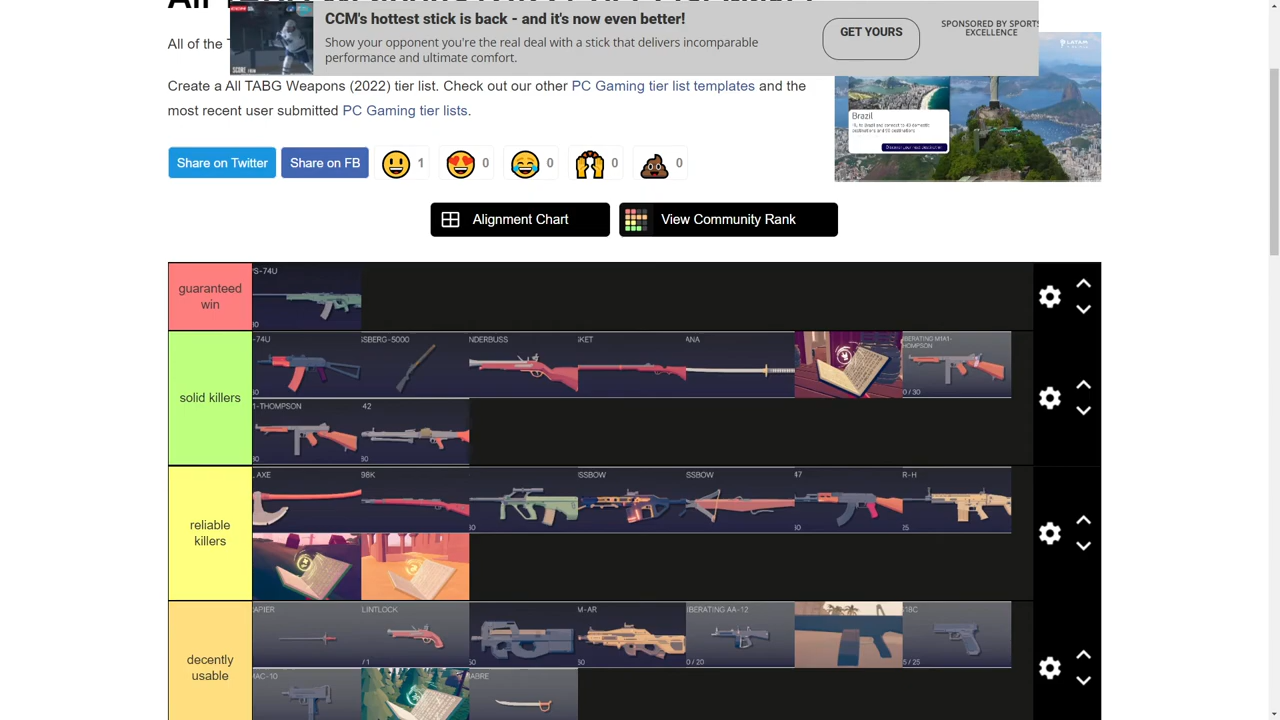 CCM's hottest stick is back - and it's now even better!
Show your opponent you're the real deal with a stick that delivers incomparable
performance and ultimate comfort.
GET YOURS
SPONSORED BY SPORTS
EXCELLENCE
All of the T
Create a All TABG Weapons (2022) tier list. Check out our other PC Gaming tier list templates and the
most recent user submitted PC Gaming tier lists.
Brazil
Share on Twitter
Share on FB
1
0
0
0
0
Alignment Chart
View Community Rank
guaranteed
win
S-74U
solid killers
-74U
SBERG-5000
NDERBUSS
KET
ANA
BERATING M1A1-
HOMPSON
0 / 30
1-THOMPSON
42
reliable
killers
AXE
98K
SSBOW
SSBOW
47
R-H
decently
usable
APIER
LINTLOCK
/ 1
M-AR
BERATING AA-12
0 / 20
18C
5 / 25
AC-10
ABRE